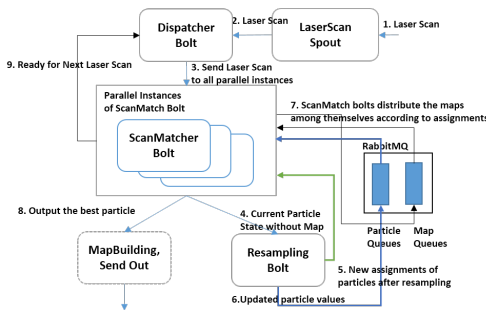 1. Laser Scan
LaserScan
Spout
2. Laser Scan
Dispatcher
Bolt
9. Ready for Next Laser Scan
3. Send Laser Scan
to all parallel instances
Parallel Instances
of ScanMatch Bolt
ScanMatcher
Bolt
7. ScanMatch bolts distribute the maps
among themselves according to assignments
RabbitMQ
Particle
Queues
Map
Queues
8. Output the best particle
4. Current Particle
State without Map
MapBuilding,
Send Out
Resampling
Bolt
5. New assignments of
particles after resampling
6.Updated particle values